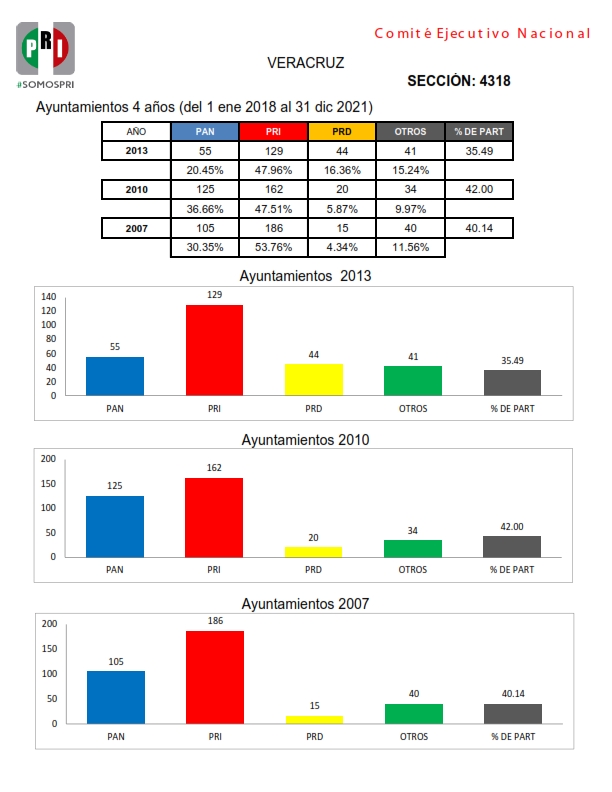 Comité Ejecutivo Nacional
PRI
#SOMOSPRI
VERACRUZ
SECCIÓN: 4318
Ayuntamientos 4 años (del 1 ene 2018 al 31 dic 2021)
AÑO PAN PRI PRD OTROS % DE PART
2013 55 129 44 41 35.49
20.45% 47.96% 16.36% 15.24%
2010 125 162 20 34 42.00
36.66% 47.51% 5.87% 9.97%
2007 105 186 15 40 40.14
30.35% 53.76% 4.34% 11.56%
Ayuntamientos 2013
140
120
100
80
60
40
20
0
55 129 44 41 35.49
PAN PRI PRD OTROS % DE PART
Ayuntamientos 2010
200
150
100
50
0
125 162 20 34 42.00
PAN PRI PRD OTROS % DE PART
Ayuntamientos 2007
200
150
100
50
0
105 186 15 40 40.14
PAN PRI PRD OTROS % DE PART